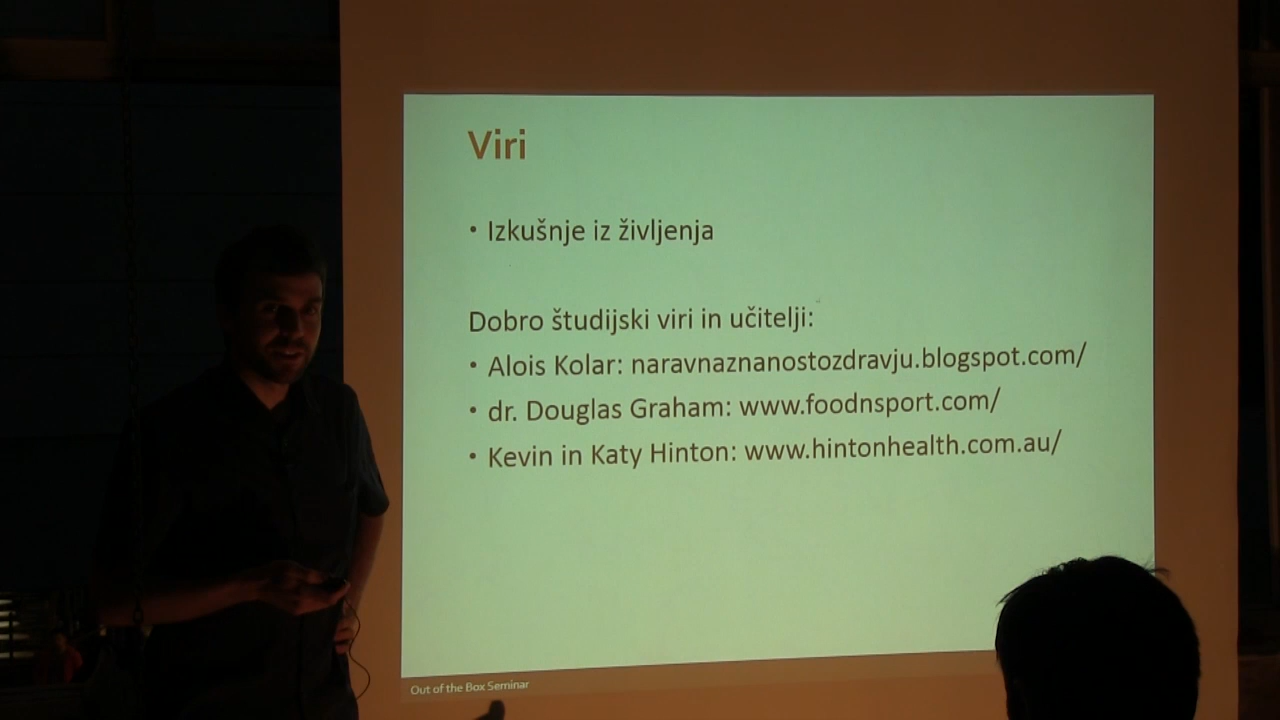 Viri
• Izkušnje iz življenja
Dobro študijski viri in učitelji:
• Alois Kolar: naravnaznanostozdravju.blogspot.com/
• dr. Douglas Graham: www.foodnsport.com/
• Kevin in Katy Hinton: www.hintonhealth.com.au/
Out of the Box Seminar